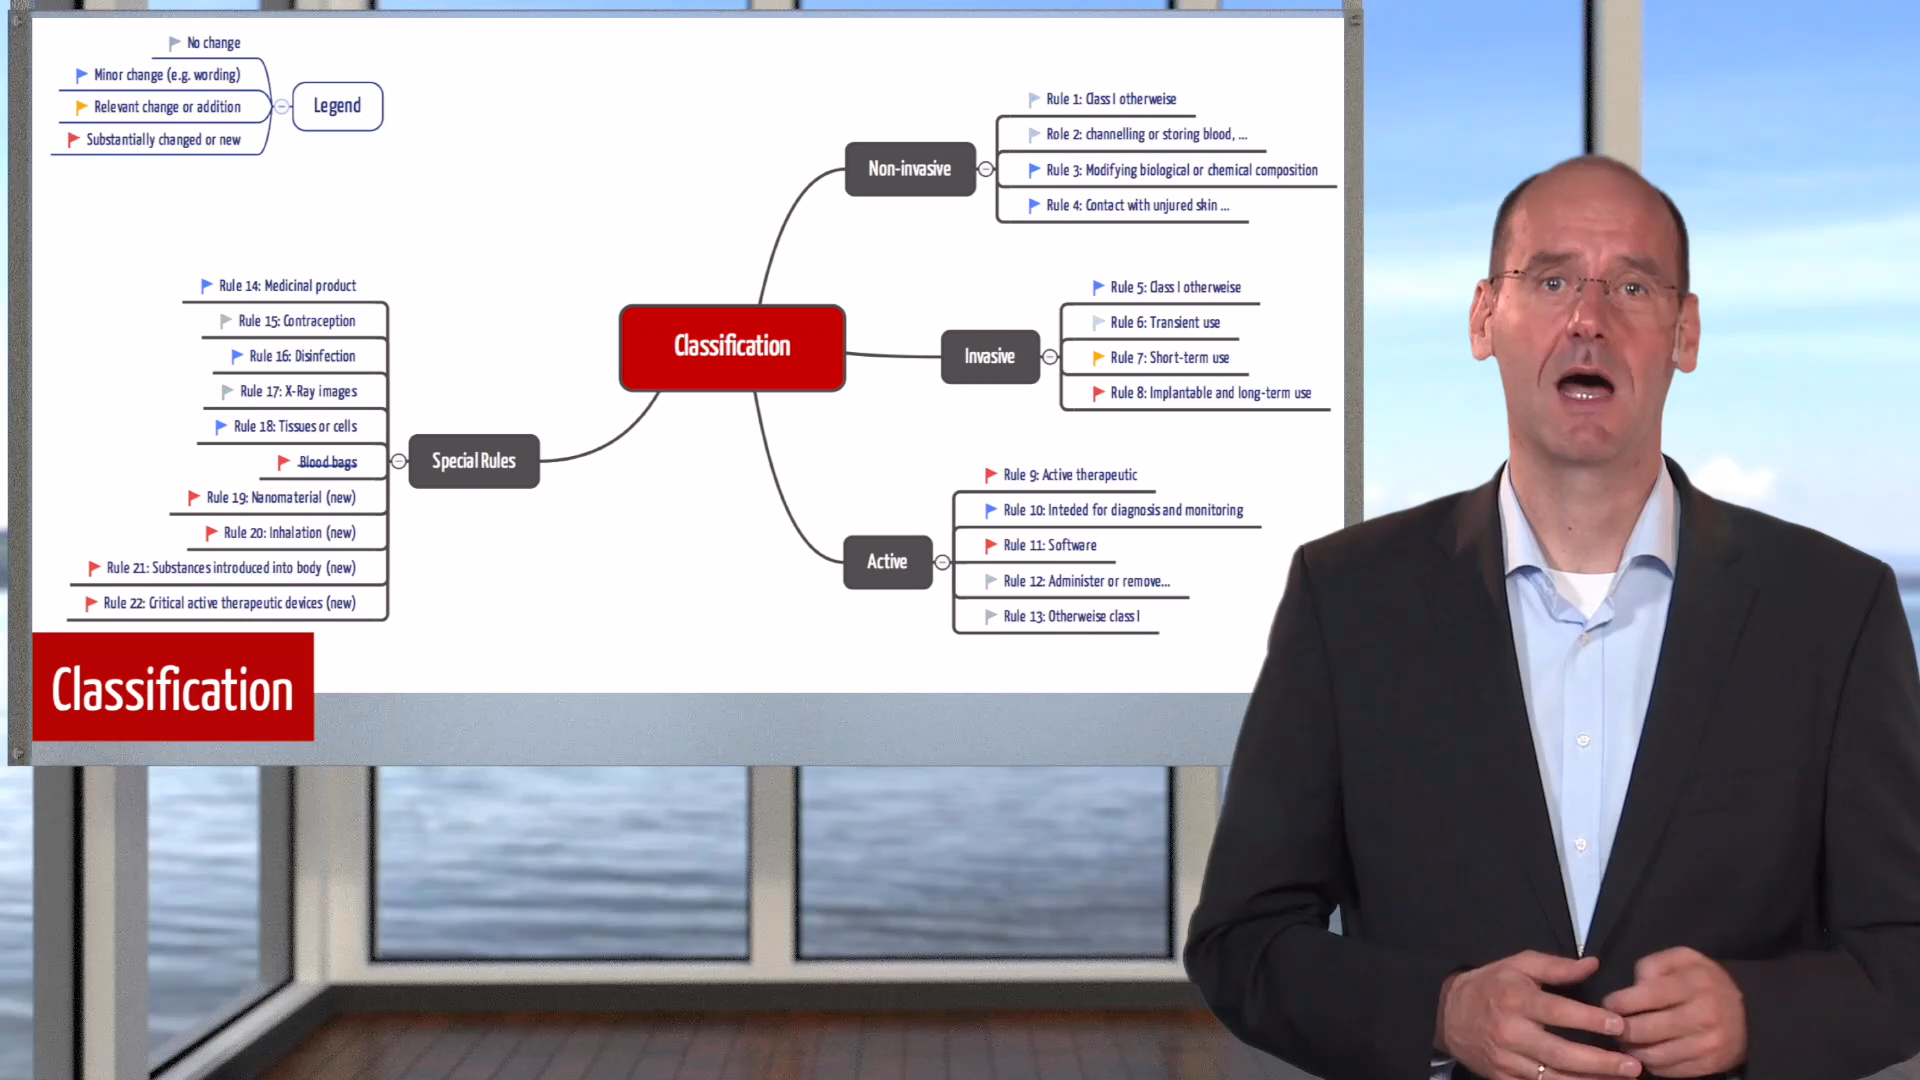 No change
Minor change (e.g. wording)
Relevant change or addition
Substantially changed or new
Legend
Non-invasive
Rule 1: Class I otherweise
Role 2: channelling or storing blood, ...
Rule 3: Modifying biological or chemical composition
Rule 4: Contact with unjured skin ...
Classification
Invasive
Rule 5: Class I otherweise
Rule 6: Transient use
Rule 7: Short-term use
Rule 8: Implantable and long-term use
Rule 14: Medicinal product
Rule 15: Contraception
Rule 16: Disinfection
Rule 17: X-Ray images
Rule 18: Tissues or cells
Blood bags
Rule 19: Nanomaterial (new)
Rule 20: Inhalation (new)
Rule 21: Substances introduced into body (new)
Rule 22: Critical active therapeutic devices (new)
Special Rules
Active
Rule 9: Active therapeutic
Rule 10: Inteded for diagnosis and monitoring
Rule 11: Software
Rule 12: Administer or remove...
Rule 13: Otherweise class I
Classification